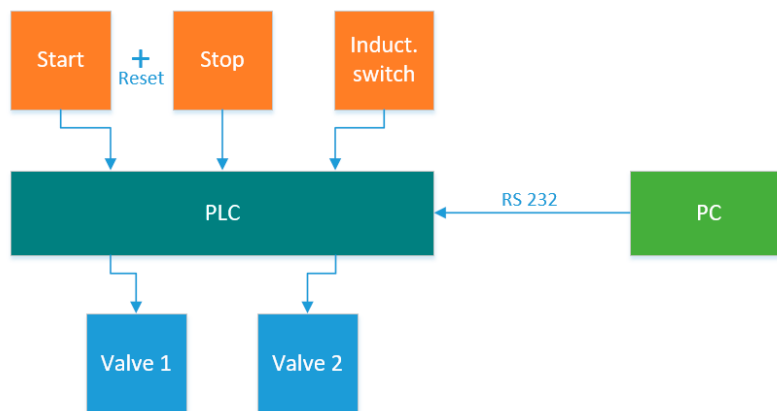 Start
+
Reset
Stop
Induct.
switch
PLC
RS 232
PC
Valve 1
Valve 2